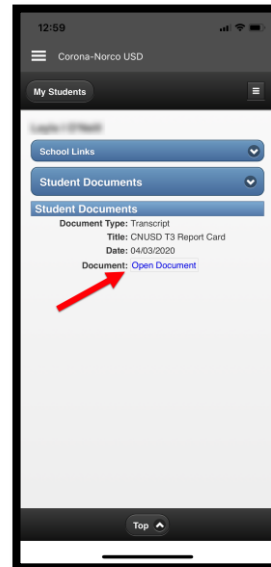 12:59
Corona-Norco USD
My Students
School Links
Student Documents
Student Documents
Document Type: Transcript
Title: CNUSD T3 Report Card
Date: 04/03/2020
Document: Open Document
Top